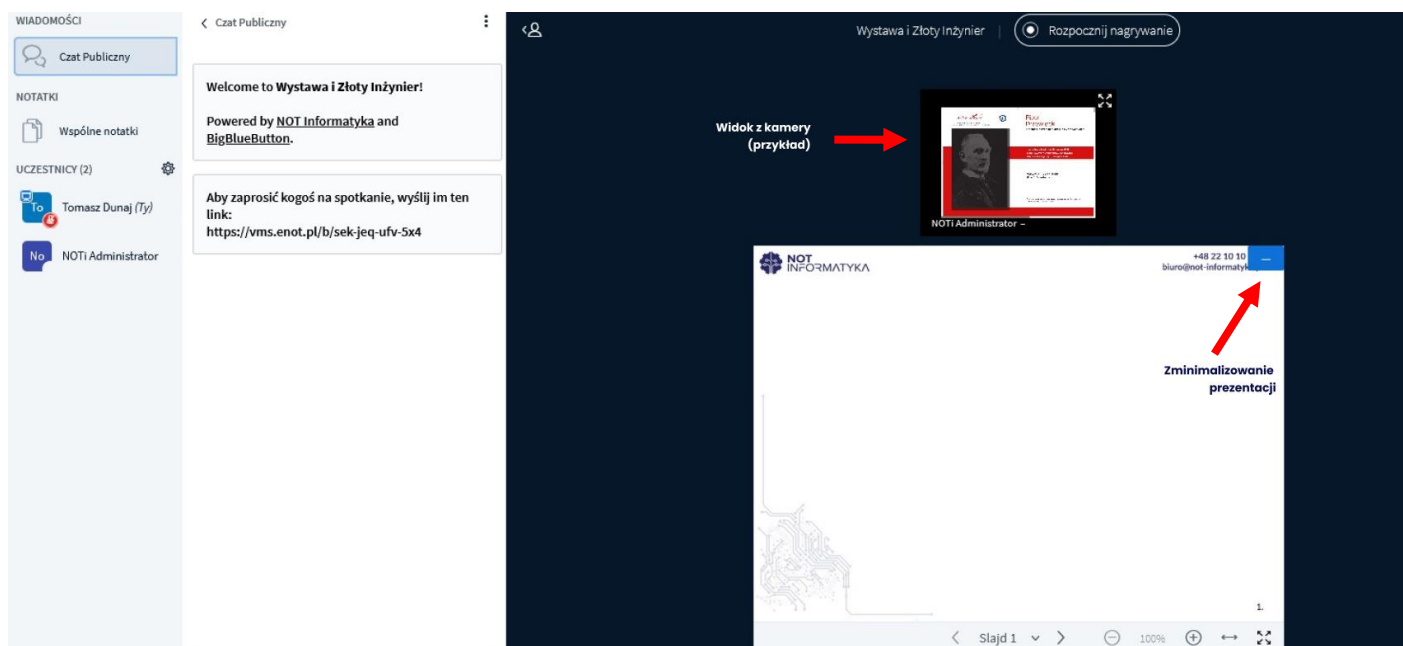 WIADOMOŚCI
Czat Publiczny
NOTATKI
Wspólne notatki
UCZESTNICY (2)
To
Tomasz Dunaj (Ty)
No
NOTi Administrator
Czat Publiczny
Welcome to Wystawa i Złoty Inżynier!
Powered by NOT Informatyka and
BigBlueButton.
Aby zaprosić kogoś na spotkanie, wyślij im ten
link:
https://vms.enot.pl/b/sek-jeq-ufv-5x4
Wystawa i Złoty Inżynier
Rozpocznij nagrywanie
Widok z kamery
(przykład)
NOTi Administrator
NOT
INFORMATYKA
+48 22 10 10
biuro@not-informatyk
Zminimalizowanie
prezentacji
1.
Slajd 1
100%